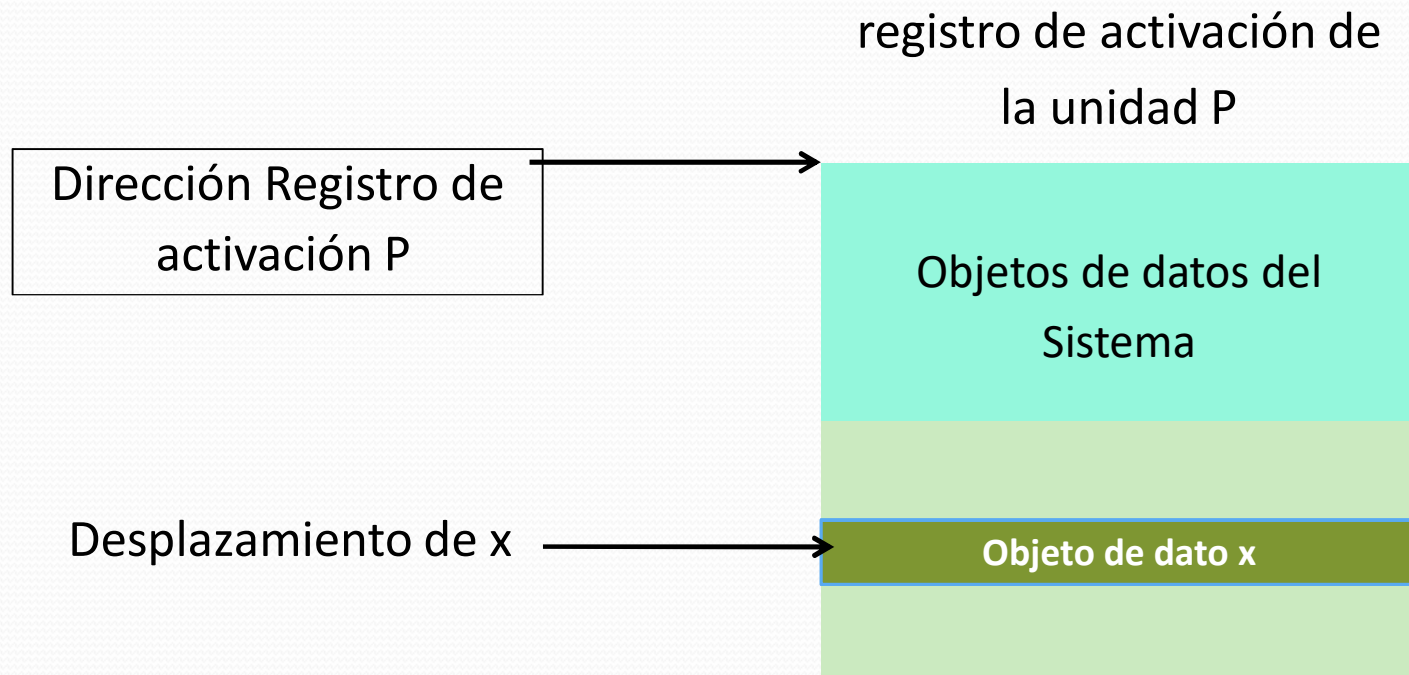 registro de activación de
la unidad P
Dirección Registro de
activación P
Objetos de datos del
Sistema
Desplazamiento de x
Objeto de dato x